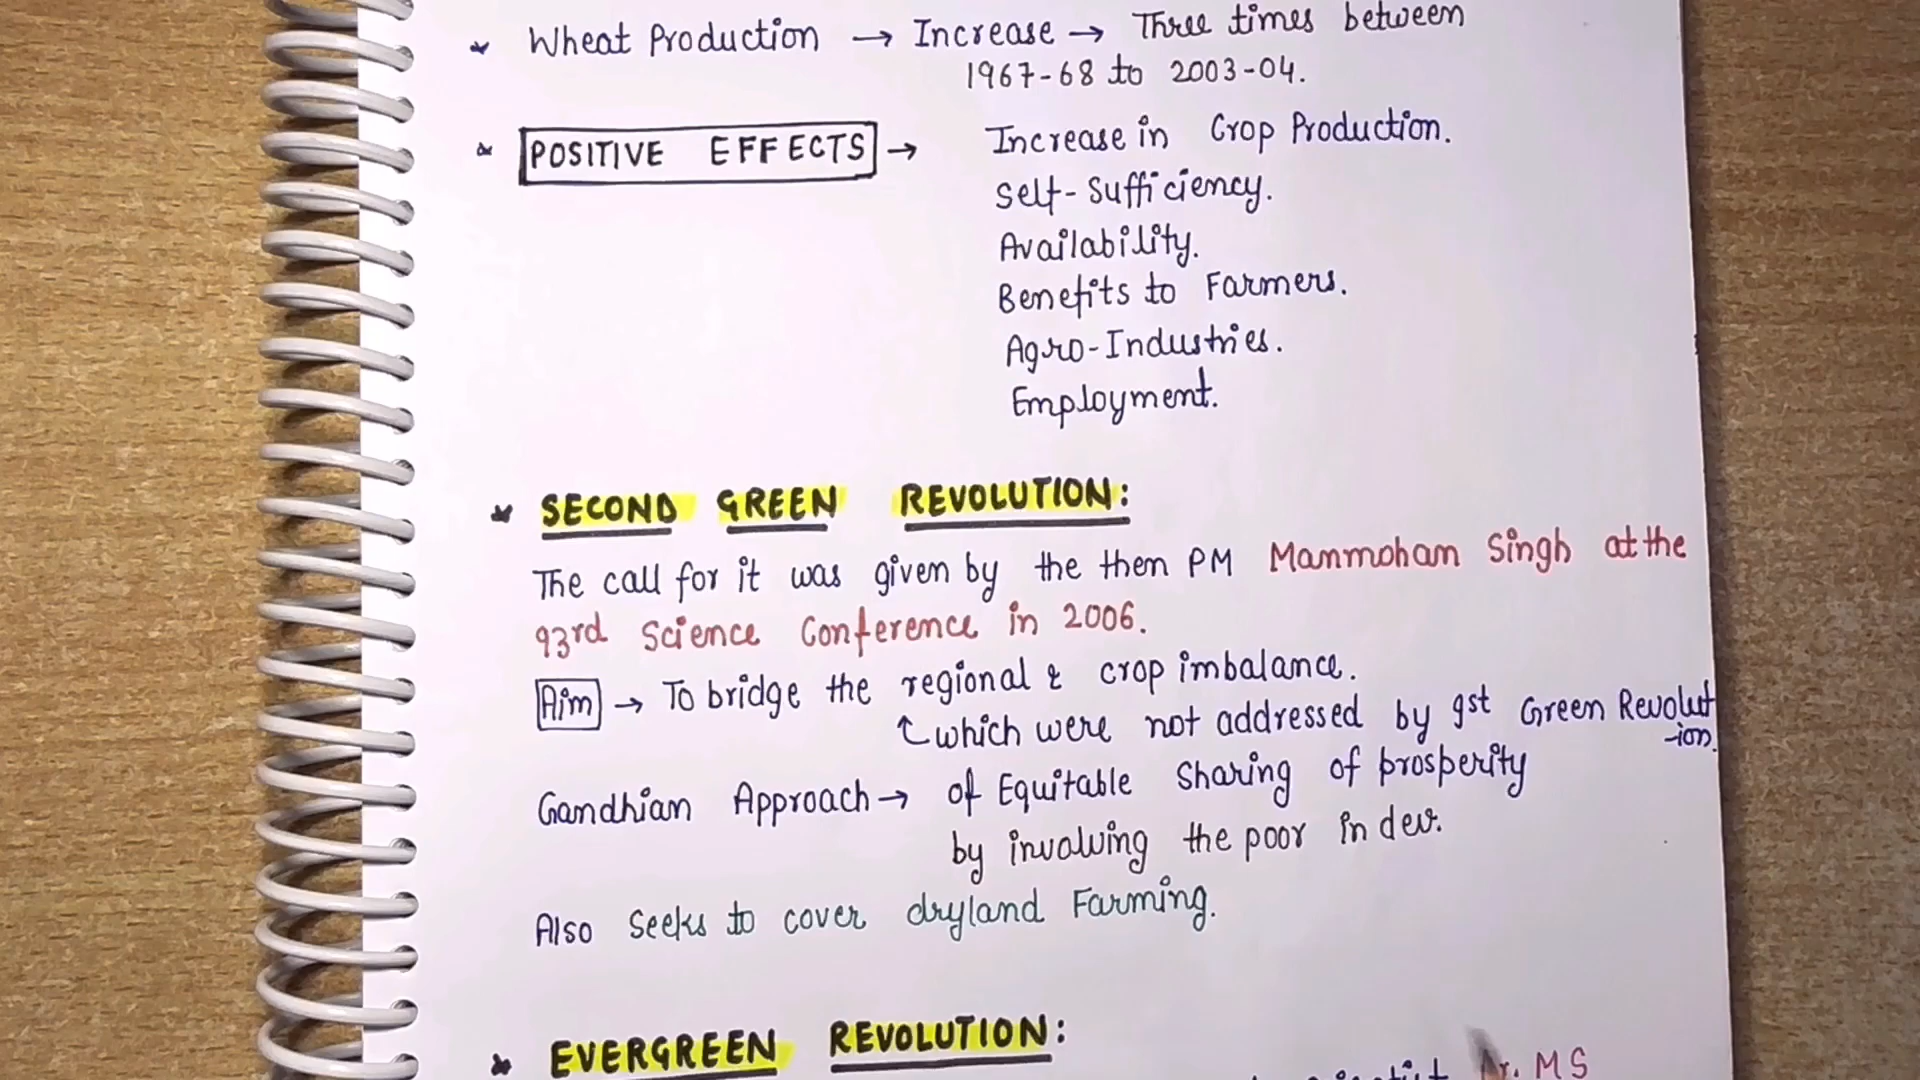 Wheat Production → Increase → Three times between
1967-68 to 2003-04.
POSITIVE EFFECTS → Increase in Crop Production.
Self-Sufficiency.
Availability.
Benefits to Farmers.
Agro-Industries.
Employment.
SECOND GREEN REVOLUTION:
The call for it was given by the then PM Manmohan Singh at the
93rd Science Conference in 2006.
Aim → To bridge the regional & crop imbalance.
which were not addressed by 1st Green Revolut
-ion.
Gandhian Approach → of Equitable Sharing of prosperity
by involving the poor in dev.
Also Seeks to cover dryland Farming.
EVERGREEN REVOLUTION:
Dr. MS